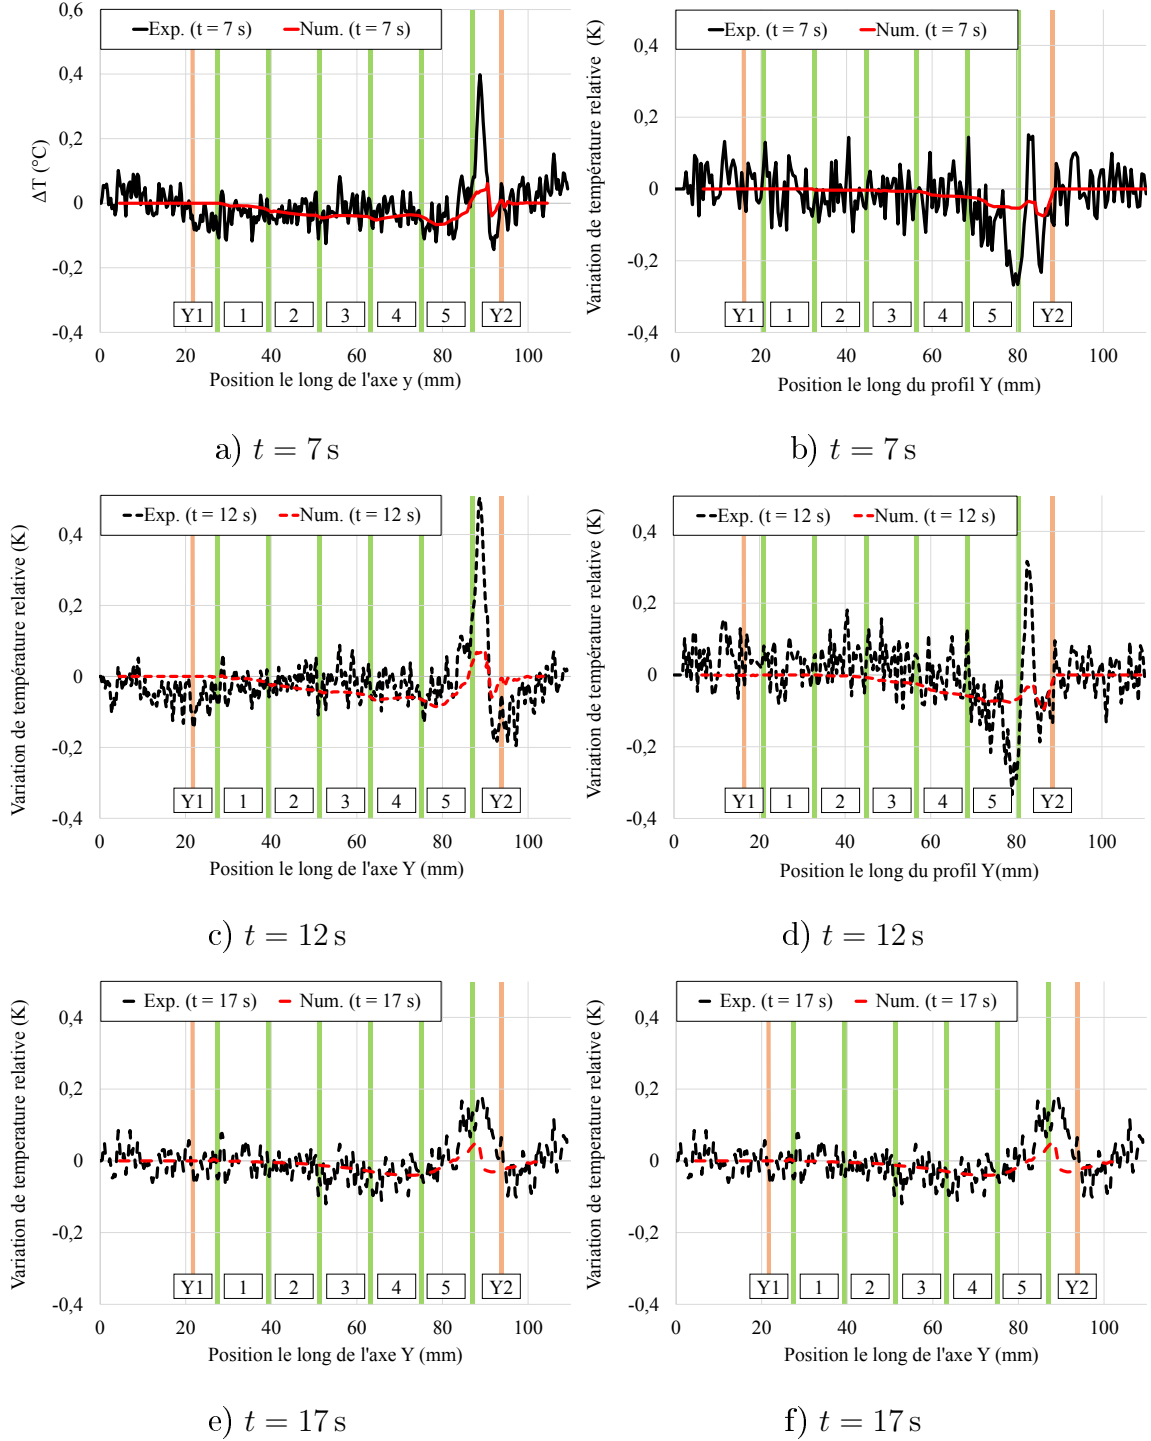 0,6
0,4
0,2
0
-0,2
-0,4
ΔT (°C)
Exp. (t = 7 s) Num. (t = 7 s)
Y1 1 2 3 4 5 Y2
0 20 40 60 80 100
Position le long de l'axe y (mm)
a) t = 7 s
0,4
0,2
0
-0,2
-0,4
Variation de température relative (K)
Exp. (t = 7 s) Num. (t = 7 s)
Y1 1 2 3 4 5 Y2
0 20 40 60 80 100
Position le long du profil Y (mm)
b) t = 7 s
0,4
0,2
0
-0,2
-0,4
Variation de température relative (K)
Exp. (t = 12 s) Num. (t = 12 s)
Y1 1 2 3 4 5 Y2
0 20 40 60 80 100
Position le long de l'axe Y (mm)
c) t = 12 s
0,4
0,2
0
-0,2
-0,4
Variation de température relative (K)
Exp. (t = 12 s) Num. (t = 12 s)
Y1 1 2 3 4 5 Y2
0 20 40 60 80 100
Position le long du profil Y(mm)
d) t = 12 s
0,4
0,2
0
-0,2
-0,4
Variation de temperature relative (K)
Exp. (t = 17 s) Num. (t = 17 s)
Y1 1 2 3 4 5 Y2
0 20 40 60 80 100
Position le long de l'axe Y (mm)
e) t = 17 s
0,4
0,2
0
-0,2
-0,4
Variation de temperature relative (K)
Exp. (t = 17 s) Num. (t = 17 s)
Y1 1 2 3 4 5 Y2
0 20 40 60 80 100
Position le long de l'axe Y (mm)
f) t = 17 s